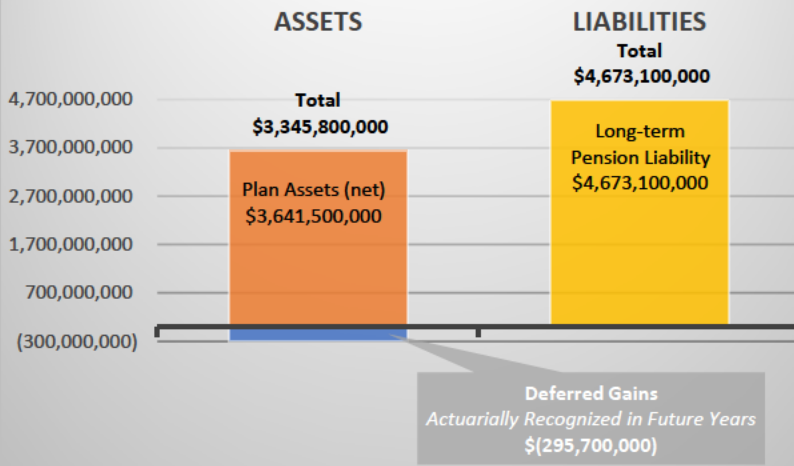 ASSETS
LIABILITIES
Total
$4,673,100,000
4,700,000,000
Total
$3,345,800,000
Long-term
Pension Liability
$4,673,100,000
3,700,000,000
Plan Assets (net)
$3,641,500,000
2,700,000,000
1,700,000,000
700,000,000
(300,000,000)
Deferred Gains
Actuarially Recognized in Future Years
$(295,700,000)